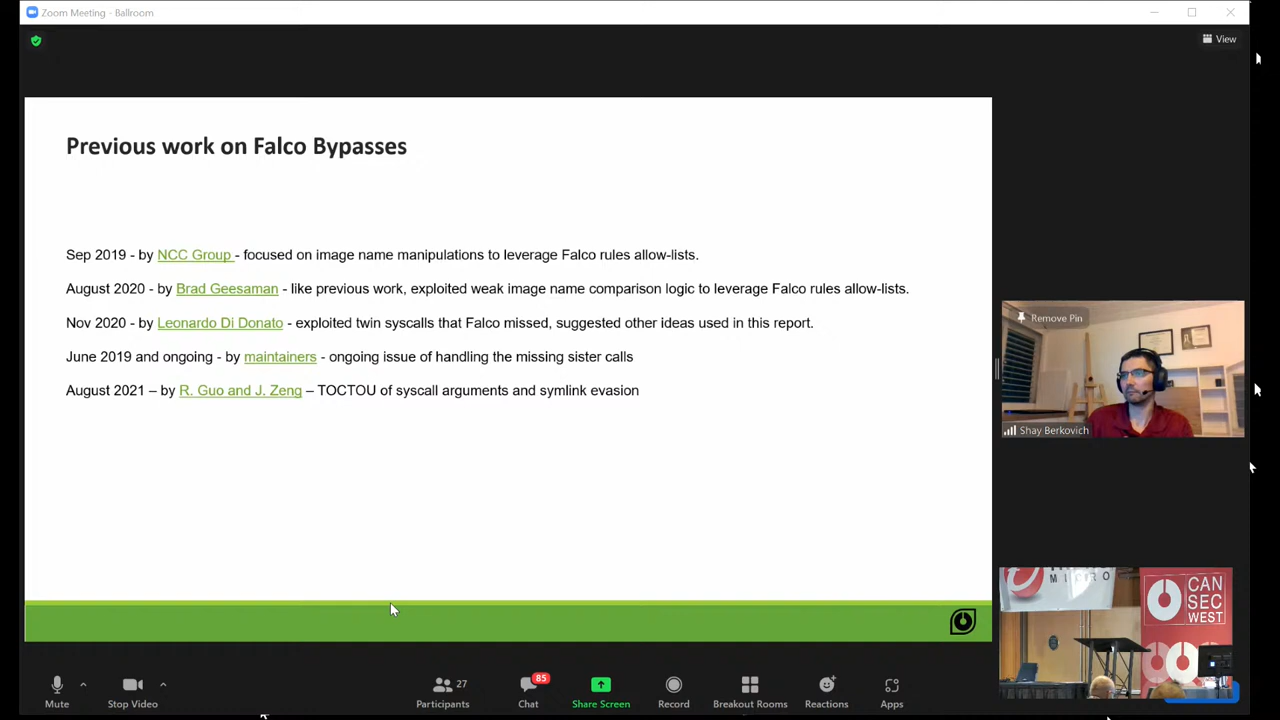 Zoom Meeting - Ballroom
View
Previous work on Falco Bypasses
Sep 2019 - by NCC Group - focused on image name manipulations to leverage Falco rules allow-lists.
August 2020 - by Brad Geesaman - like previous work, exploited weak image name comparison logic to leverage Falco rules allow-lists.
Nov 2020 - by Leonardo Di Donato - exploited twin syscalls that Falco missed, suggested other ideas used in this report.
June 2019 and ongoing - by maintainers - ongoing issue of handling the missing sister calls
August 2021 – by R. Guo and J. Zeng – TOCTOU of syscall arguments and symlink evasion
Remove Pin
Shay Berkovich
MICRO
CAN
SEC
WEST
Mute
Stop Video
27
Participants
85
Chat
Share Screen
Record
Breakout Rooms
Reactions
Apps